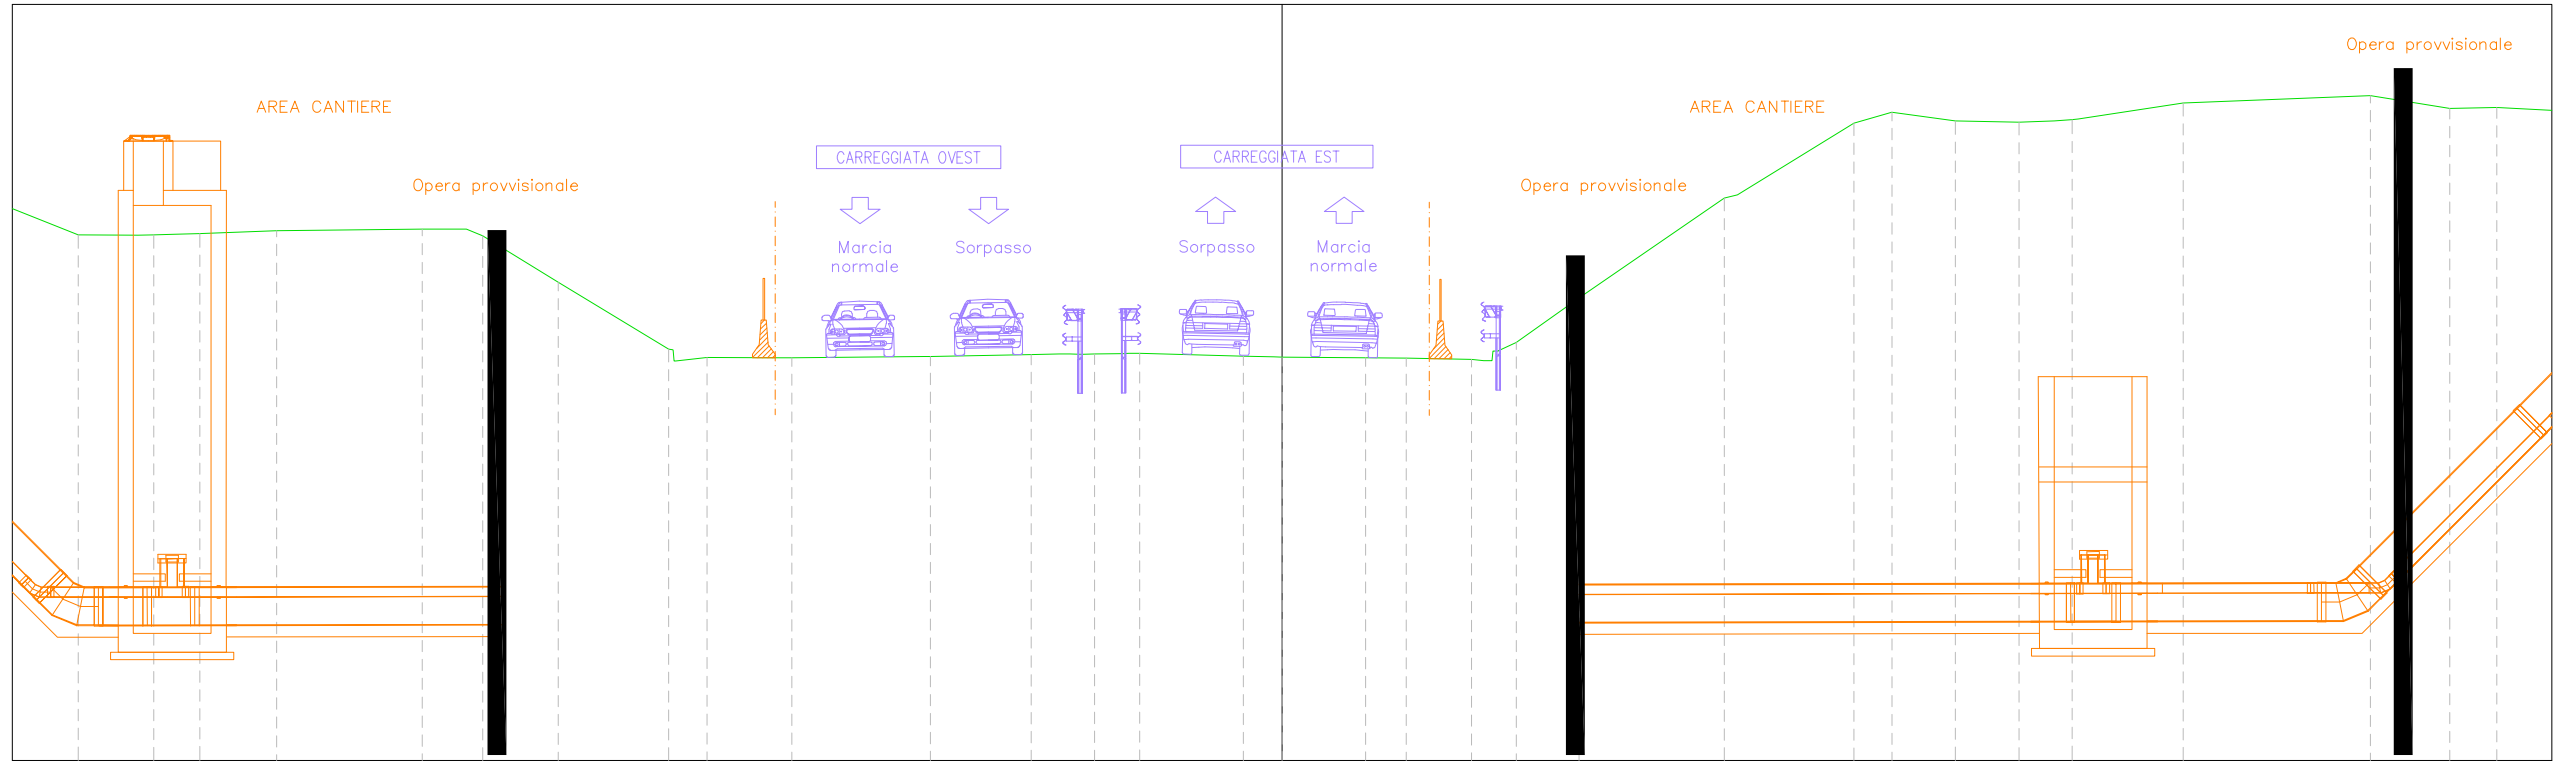 Opera provvisionale
AREA CANTIERE
AREA CANTIERE
CARREGGIATA OVEST
CARREGGIATA EST
Opera provvisionale
Opera provvisionale
Marcia
normale
Sorpasso
Sorpasso
Marcia
normale